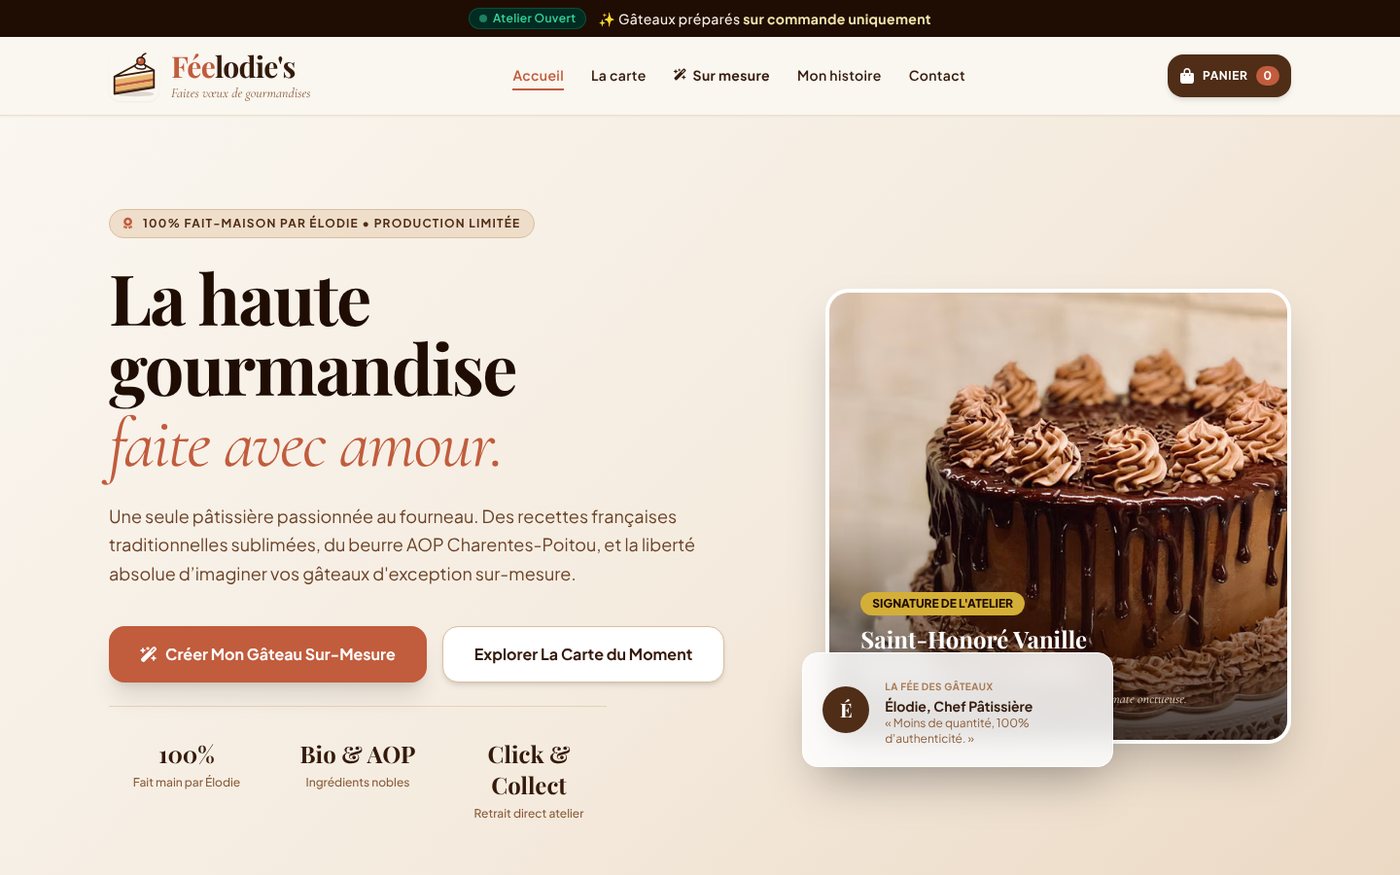 Atelier Ouvert
✨ Gâteaux préparés sur commande uniquement
Féelodie's
Faites vœux de gourmandises
Accueil
La carte
Sur mesure
Mon histoire
Contact
PANIER 0
100% FAIT-MAISON PAR ÉLODIE • PRODUCTION LIMITÉE
La haute
gourmandise
faite avec amour.
Une seule pâtissière passionnée au fourneau. Des recettes françaises
traditionnelles sublimées, du beurre AOP Charentes-Poitou, et la liberté
absolue d’imaginer vos gâteaux d'exception sur-mesure.
Créer Mon Gâteau Sur-Mesure
Explorer La Carte du Moment
100%
Fait main par Élodie
Bio & AOP
Ingrédients nobles
Click &
Collect
Retrait direct atelier
SIGNATURE DE L'ATELIER
Saint-Honoré Vanille
onctueuse.
É
LA FÉE DES GÂTEAUX
Élodie, Chef Pâtissière
« Moins de quantité, 100%
d'authenticité. »